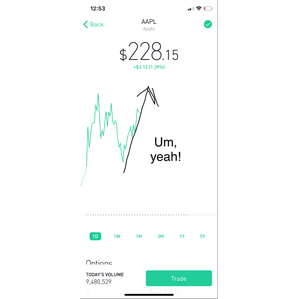 12:53
Back
AAPL
Apple
$228.15
+$3.12 (1.39%)
Um,
yeah!
1D 1W 1M 3M 1Y 5Y
Options
TODAY'S VOLUME
9,480,529
Trade